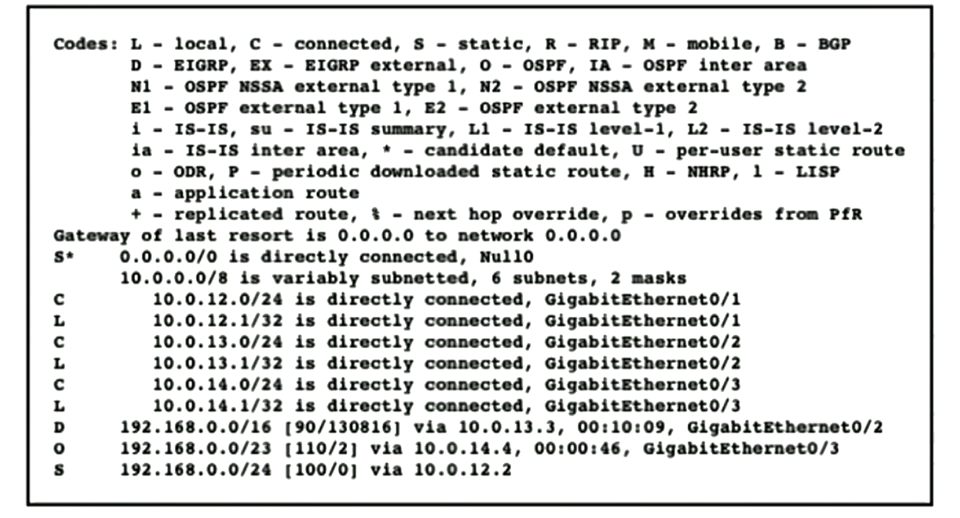 Codes: L - local, C - connected, S - static, R - RIP, M - mobile, B - BGP
D - EIGRP, EX - EIGRP external, O - OSPF, IA - OSPF inter area
N1 - OSPF NSSA external type 1, N2 - OSPF NSSA external type 2
E1 - OSPF external type 1, E2 - OSPF external type 2
i - IS-IS, su - IS-IS summary, L1 - IS-IS level-1, L2 - IS-IS level-2
ia - IS-IS inter area, * - candidate default, U - per-user static route
o - ODR, P - periodic downloaded static route, H - NHRP, l - LISP
a - application route
+ - replicated route, % - next hop override, p - overrides from PfR
Gateway of last resort is 0.0.0.0 to network 0.0.0.0
S* 0.0.0.0/0 is directly connected, Null0
10.0.0.0/8 is variably subnetted, 6 subnets, 2 masks
C 10.0.12.0/24 is directly connected, GigabitEthernet0/1
L 10.0.12.1/32 is directly connected, GigabitEthernet0/1
C 10.0.13.0/24 is directly connected, GigabitEthernet0/2
L 10.0.13.1/32 is directly connected, GigabitEthernet0/2
C 10.0.14.0/24 is directly connected, GigabitEthernet0/3
L 10.0.14.1/32 is directly connected, GigabitEthernet0/3
D 192.168.0.0/16 [90/130816] via 10.0.13.3, 00:10:09, GigabitEthernet0/2
O 192.168.0.0/23 [110/2] via 10.0.14.4, 00:00:46, GigabitEthernet0/3
S 192.168.0.0/24 [100/0] via 10.0.12.2